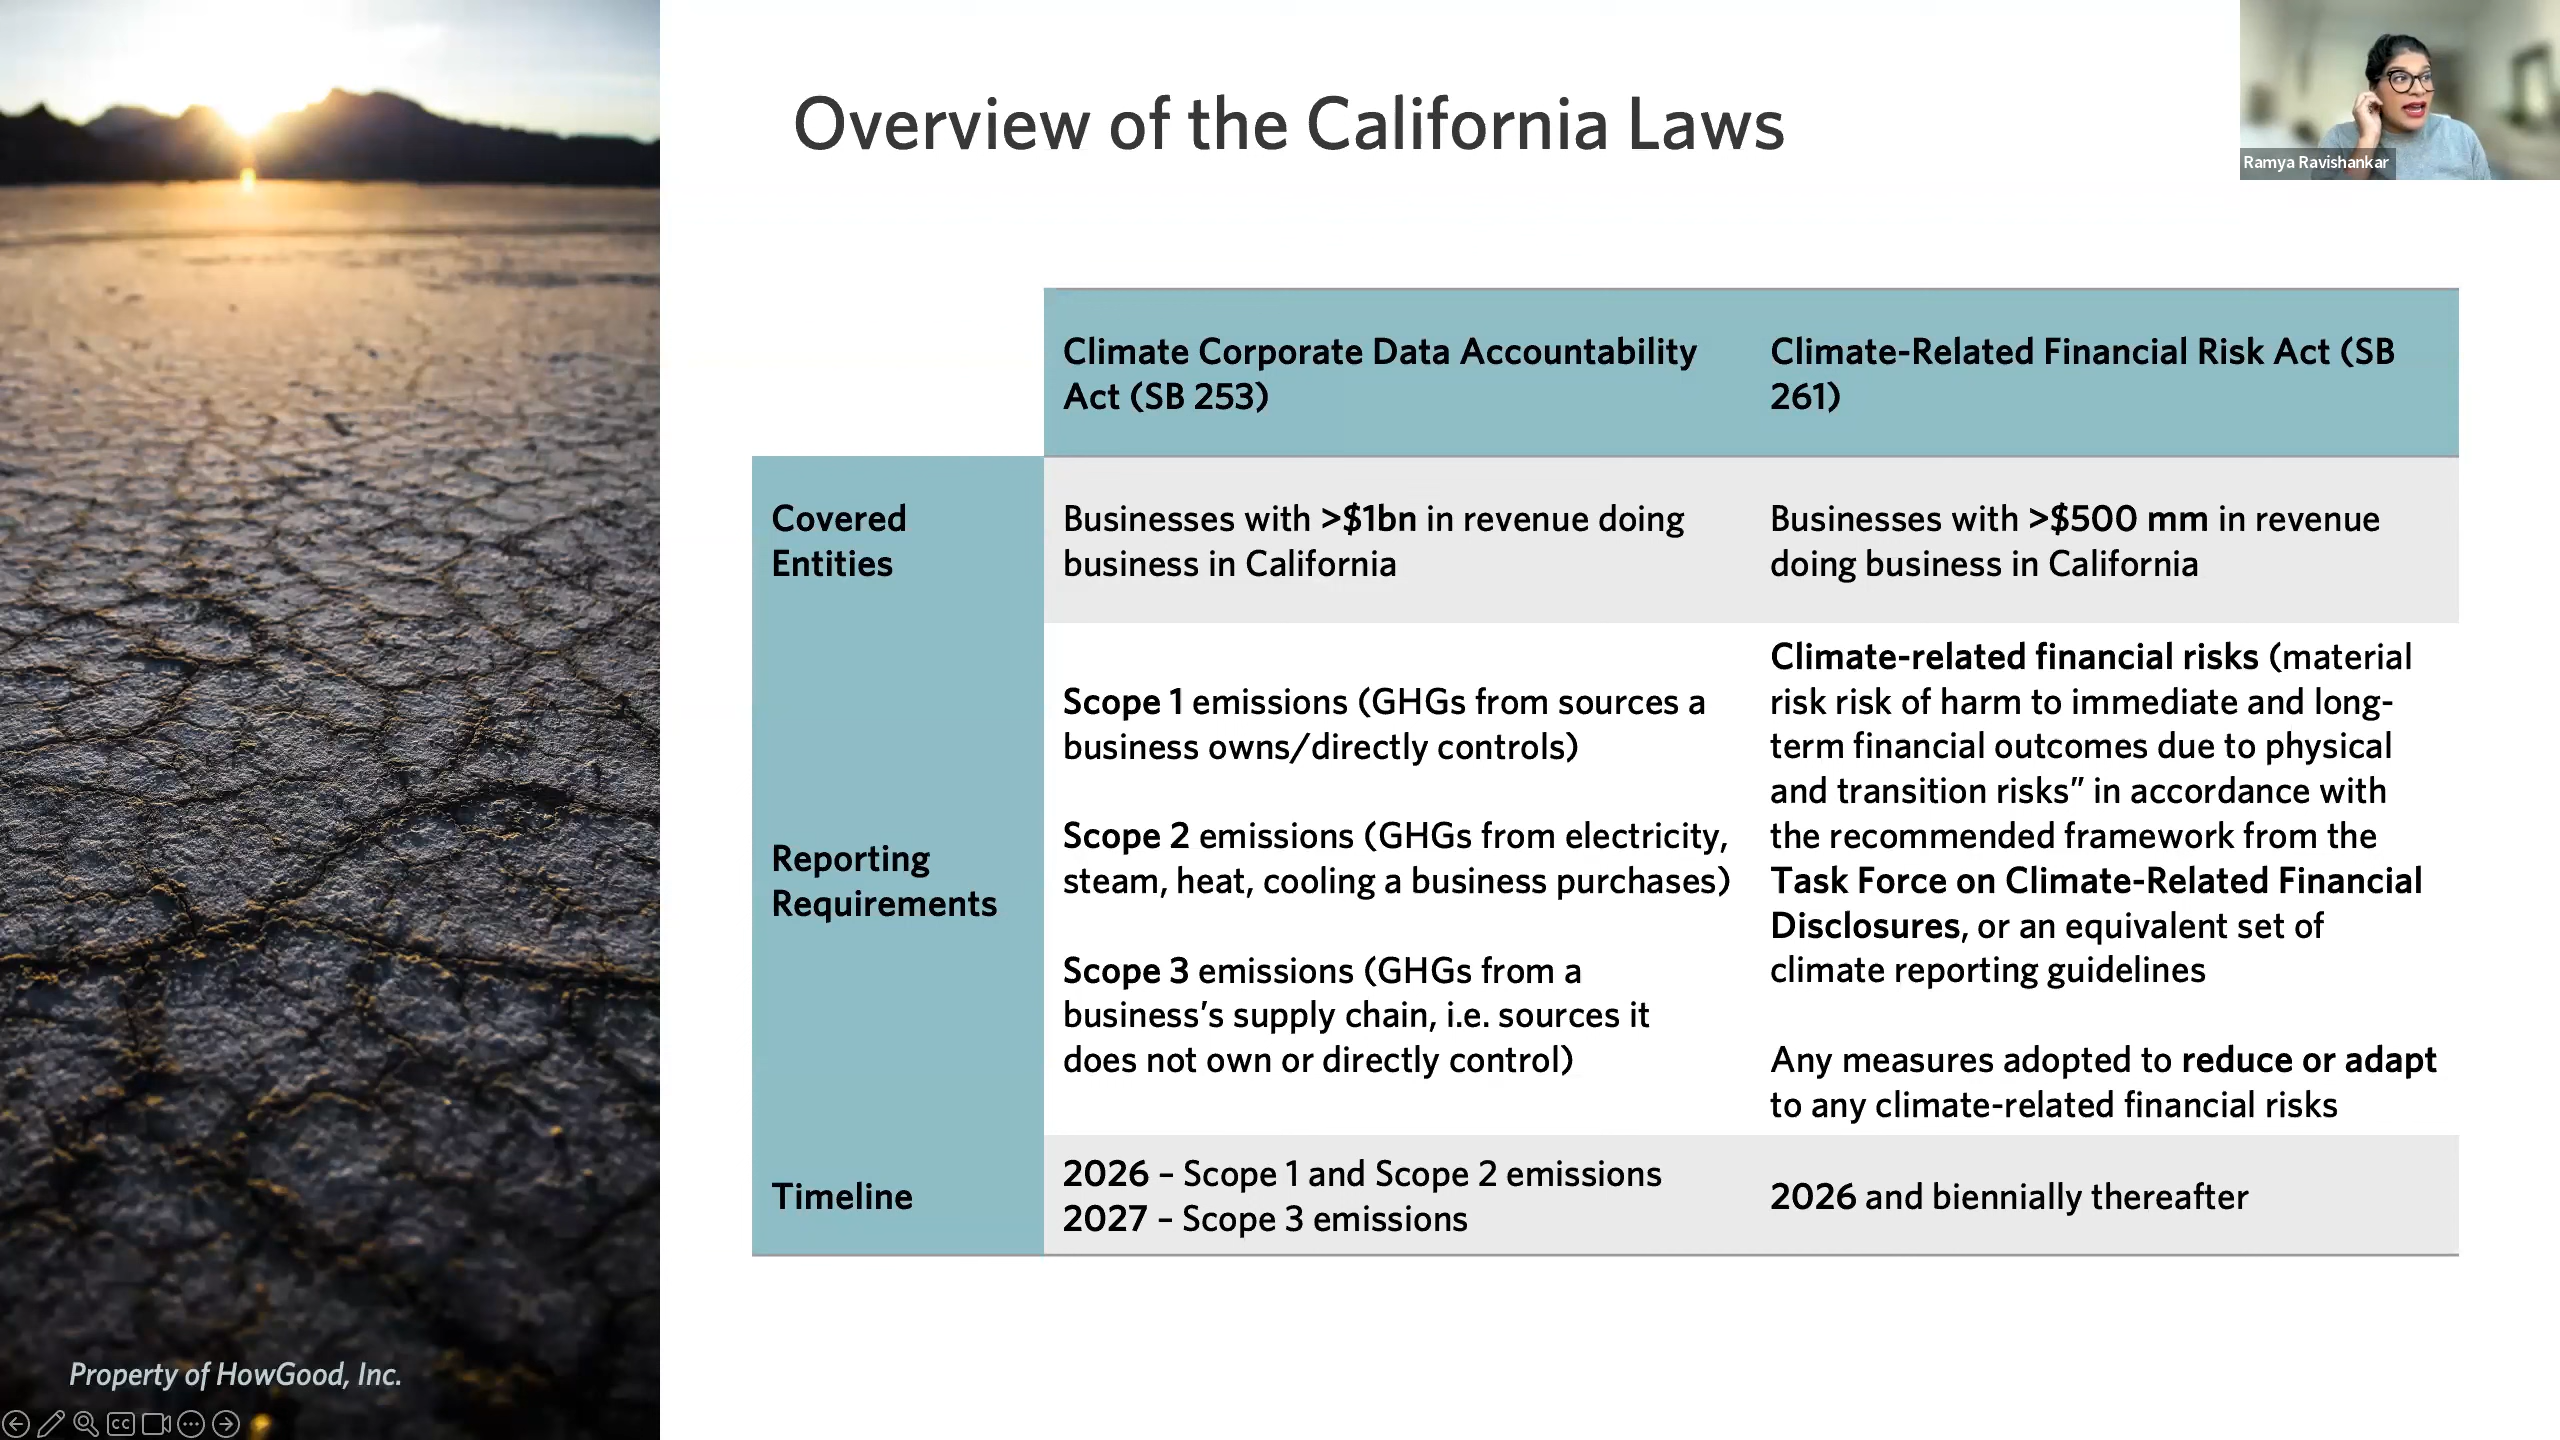 Overview of the California Laws
Ramya Ravishankar
Climate Corporate Data Accountability
Act (SB 253)
Climate-Related Financial Risk Act (SB
261)
Covered
Entities
Businesses with >$1bn in revenue doing
business in California
Businesses with >$500 mm in revenue
doing business in California
Reporting
Requirements
Scope 1 emissions (GHGs from sources a
business owns/directly controls)
Scope 2 emissions (GHGs from electricity,
steam, heat, cooling a business purchases)
Scope 3 emissions (GHGs from a
business’s supply chain, i.e. sources it
does not own or directly control)
Climate-related financial risks (material
risk risk of harm to immediate and long-
term financial outcomes due to physical
and transition risks” in accordance with
the recommended framework from the
Task Force on Climate-Related Financial
Disclosures, or an equivalent set of
climate reporting guidelines
Any measures adopted to reduce or adapt
to any climate-related financial risks
Timeline
2026 – Scope 1 and Scope 2 emissions
2027 – Scope 3 emissions
2026 and biennially thereafter
Property of HowGood, Inc.
CC